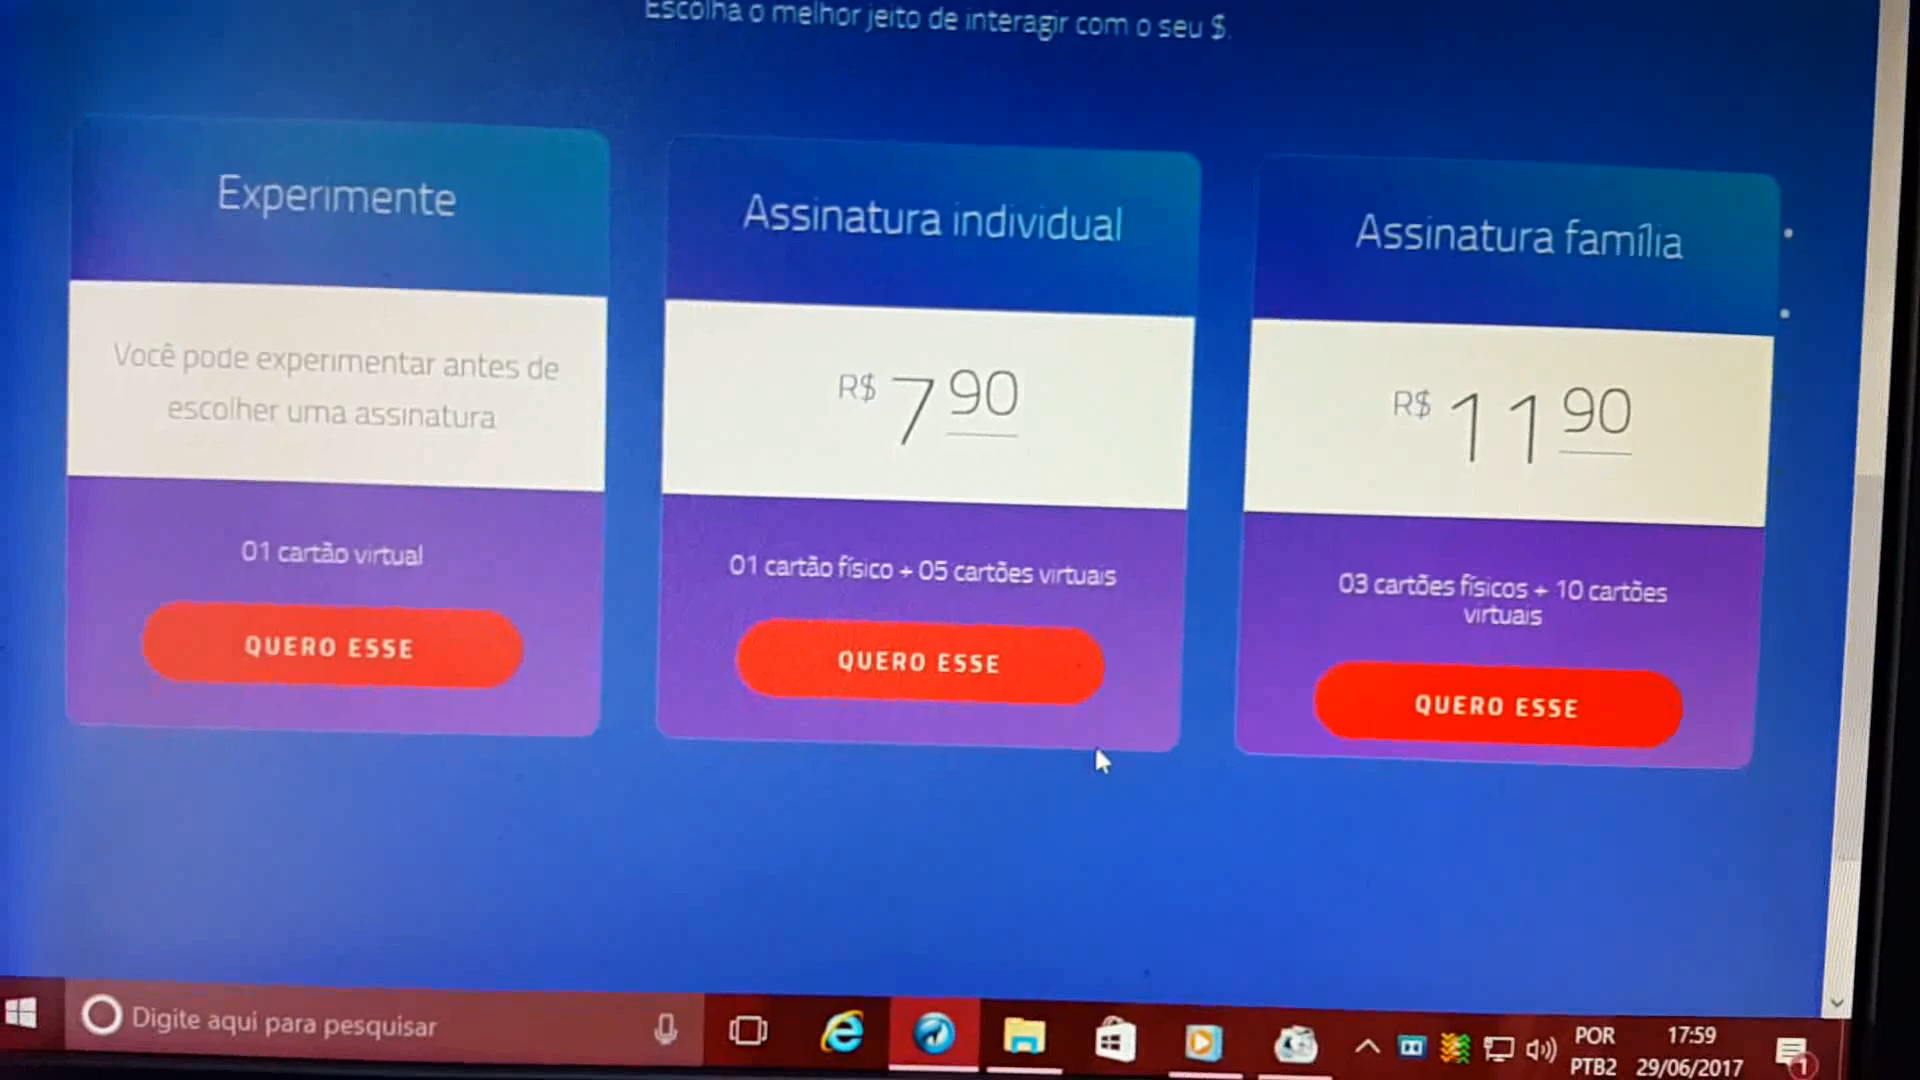 Escolha o melhor jeito de interagir com o seu $.
Experimente
Você pode experimentar antes de
escolher uma assinatura
01 cartão virtual
QUERO ESSE
Assinatura individual
R$ 7 90
01 cartão físico + 05 cartões virtuais
QUERO ESSE
Assinatura família
R$ 11 90
03 cartões físicos + 10 cartões
virtuais
QUERO ESSE
Digite aqui para pesquisar
POR
PTB2
17:59
29/06/2017
1